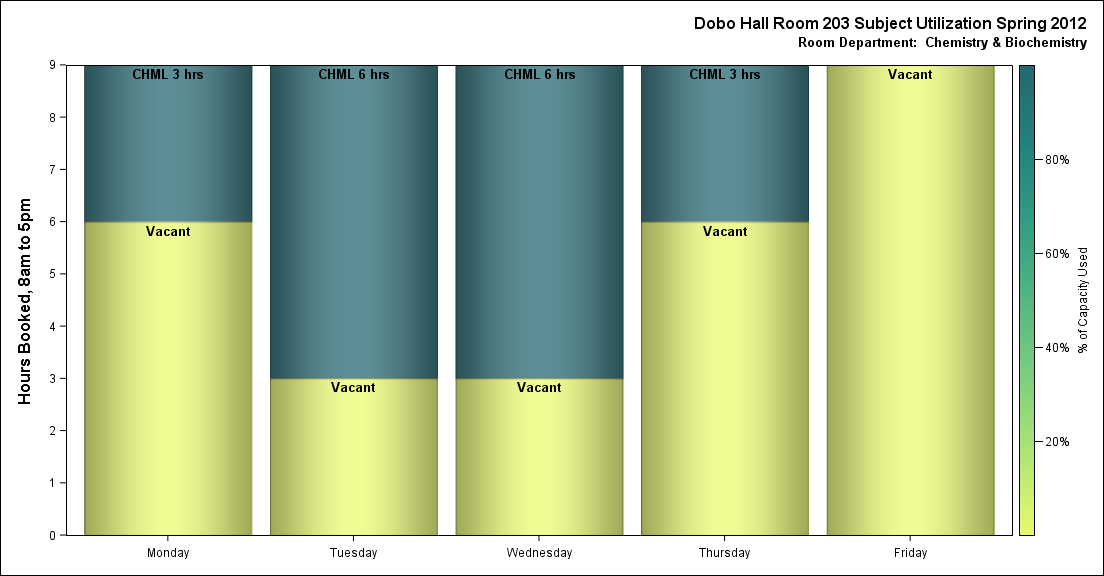 Dobo Hall Room 203 Subject Utilization Spring 2012
Room Department:  Chemistry & Biochemistry
Hours Booked, 8am to 5pm
9
8
7
6
5
4
3
2
1
0
CHML 3 hrs
Vacant
CHML 6 hrs
Vacant
CHML 6 hrs
Vacant
CHML 3 hrs
Vacant
Vacant
Monday
Tuesday
Wednesday
Thursday
Friday
80%
60%
40%
20%
% of Capacity Used